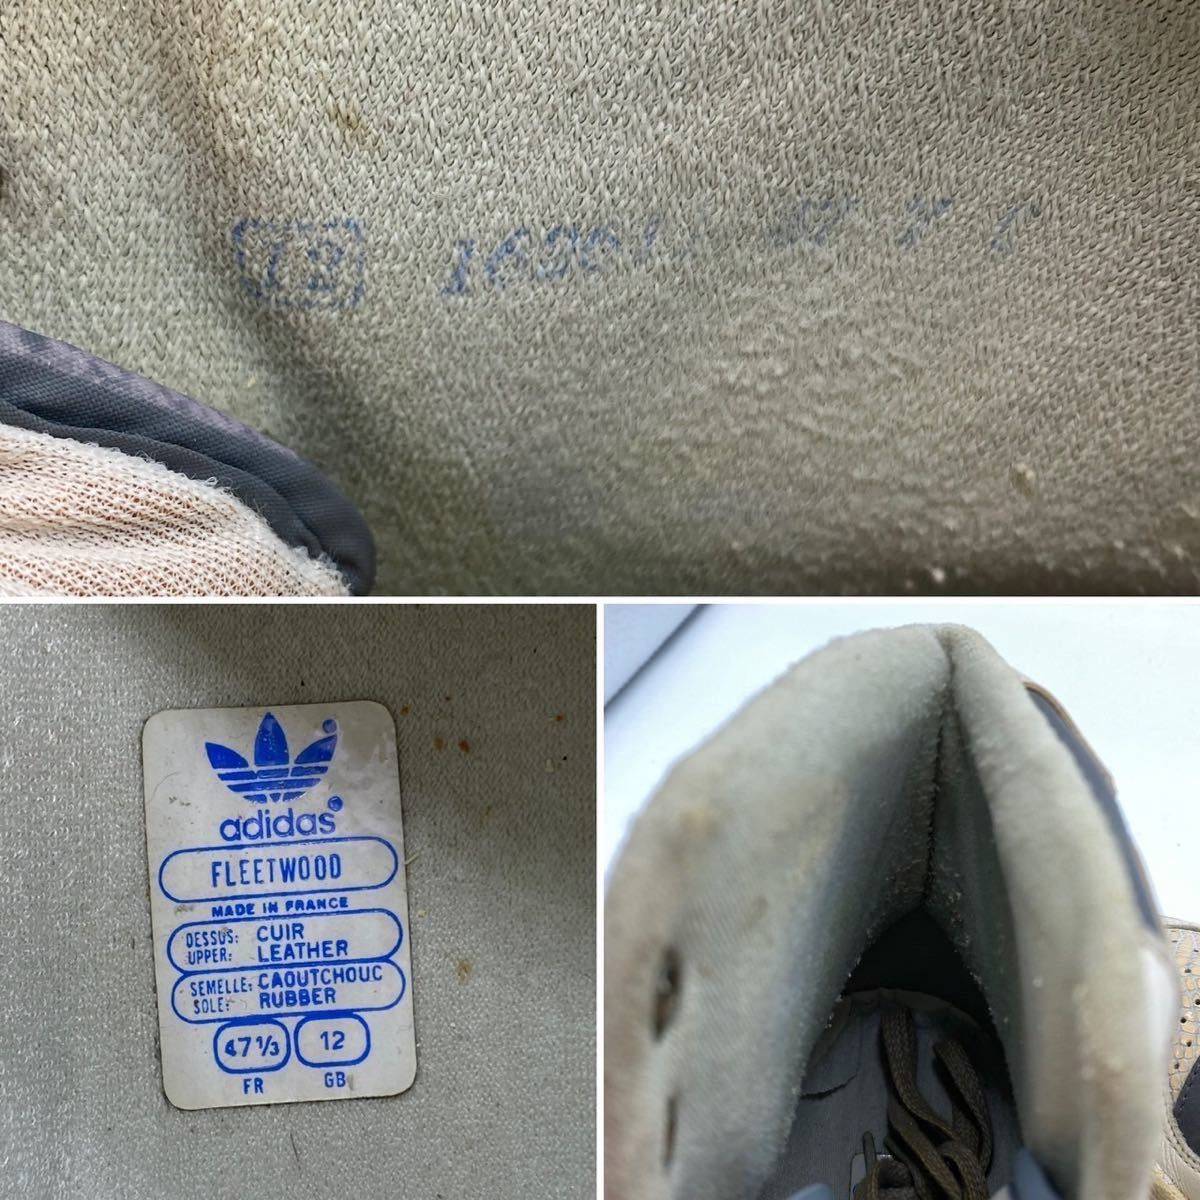 12
adidas
FLEETWOOD
MADE IN FRANCE
DESSUS: CUIR
UPPER: LEATHER
SEMELLE: CAOUTCHOUC
SOLE: RUBBER
47 1/3 12
FR GB